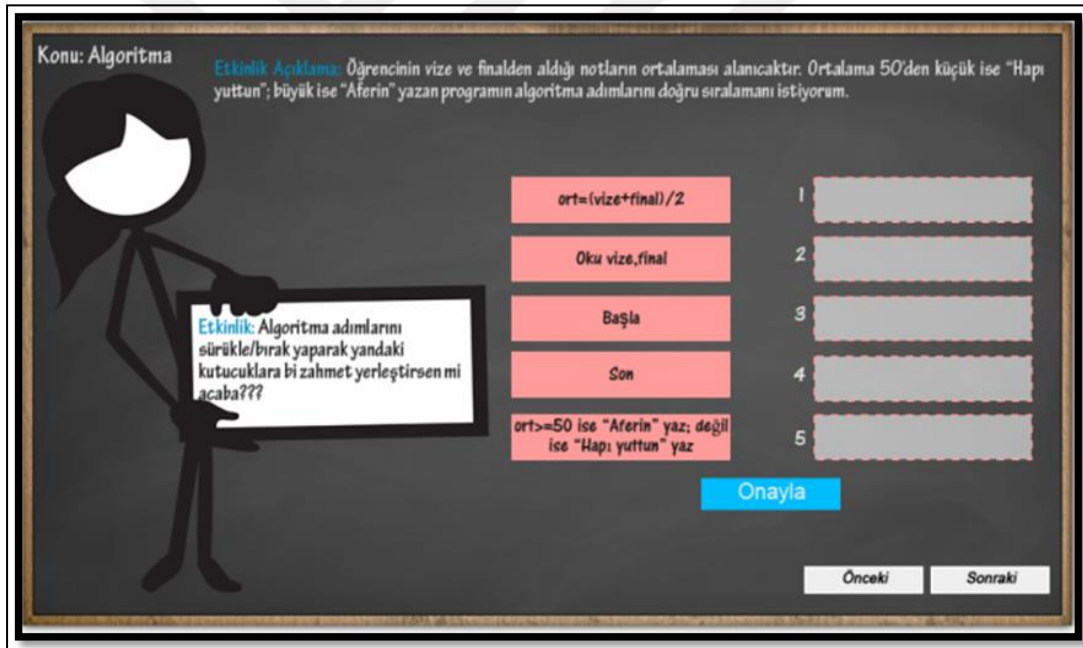 Konu: Algoritma
Etkinlik Açıklama: Öğrencinin vize ve finalden aldığı notların ortalaması alanıcaktır. Ortalama 50'den küçük ise "Hapı
yuttun"; büyük ise "Aferin" yazan programın algoritma adımlarını doğru sıralamanı istiyorum.
Etkinlik: Algoritma adımlarını
sürükle/bırak yaparak yandaki
kutucuklara bi zahmet yerleştirsen mi
acaba???
ort=(vize+final)/2
Oku vize,final
Başla
Son
ort>=50 ise "Aferin" yaz; değil
ise "Hapı yuttun" yaz
1
2
3
4
5
Onayla
Önceki
Sonraki